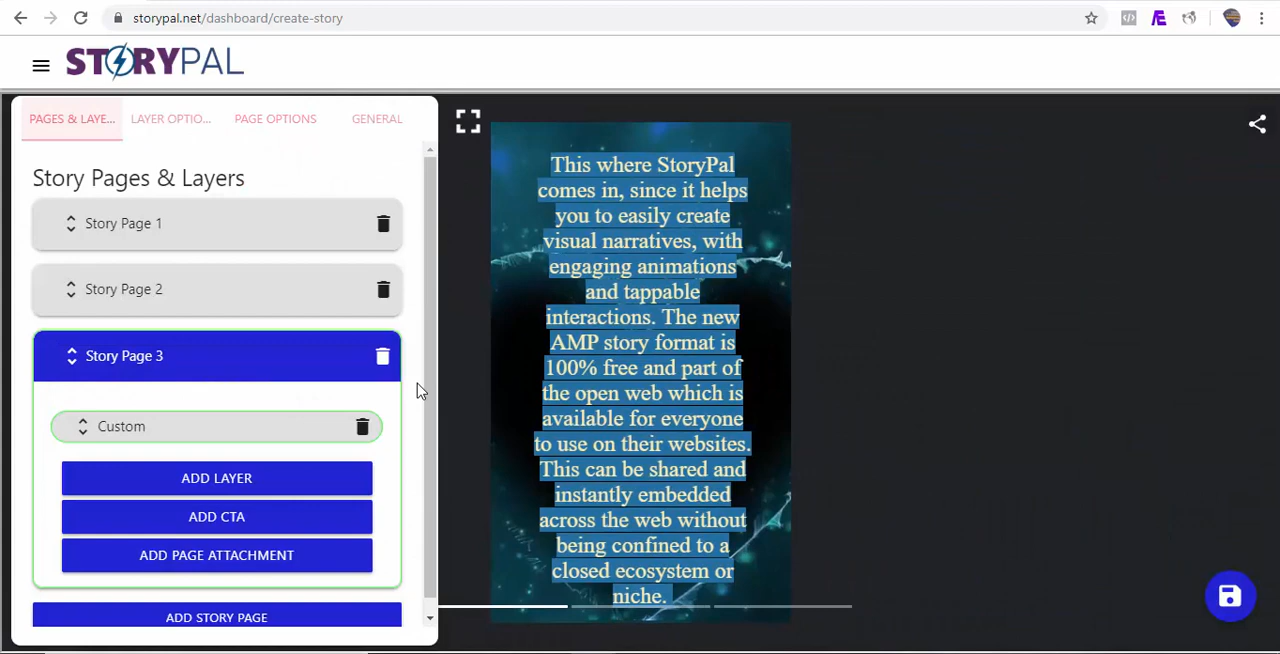 storypal.net/dashboard/create-story
STORYPAL
PAGES & LAYE...
LAYER OPTIO...
PAGE OPTIONS
GENERAL
Story Pages & Layers
Story Page 1
Story Page 2
Story Page 3
Custom
ADD LAYER
ADD CTA
ADD PAGE ATTACHMENT
ADD STORY PAGE
This where StoryPal
comes in, since it helps
you to easily create
visual narratives, with
engaging animations
and tappable
interactions. The new
AMP story format is
100% free and part of
the open web which is
available for everyone
to use on their websites.
This can be shared and
instantly embedded
across the web without
being confined to a
closed ecosystem or
niche.